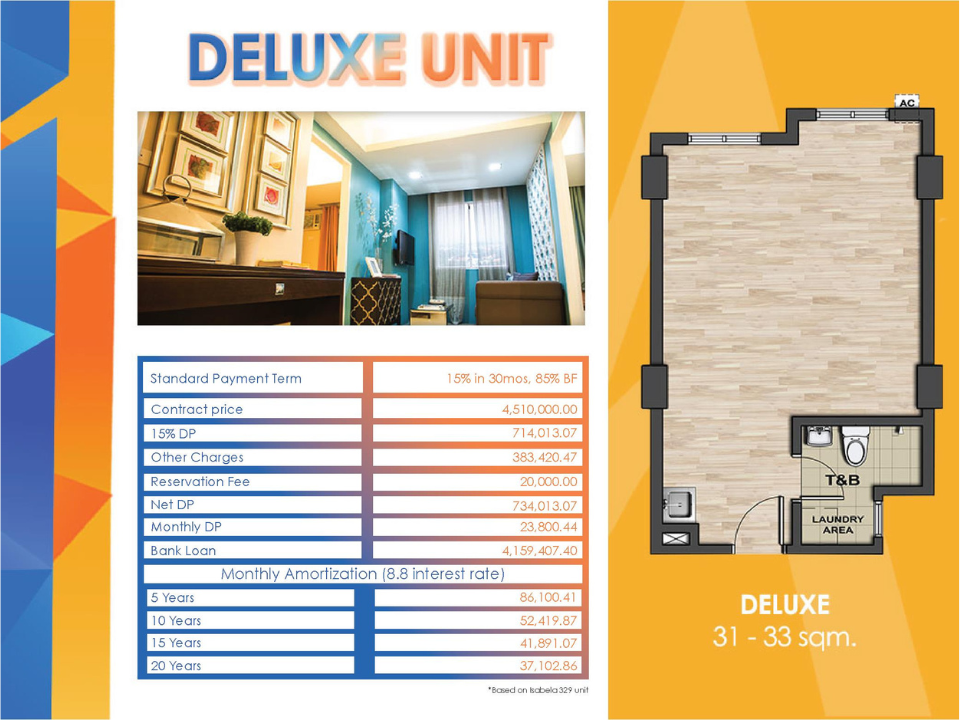 DELUXE UNIT
Standard Payment Term 15% in 30mos, 85% BF
Contract price 4,510,000.00
15% DP 714,013.07
Other Charges 383,420.47
Reservation Fee 20,000.00
Net DP 734,013.07
Monthly DP 23,800.44
Bank Loan 4,159,407.40
Monthly Amortization (8.8 interest rate)
5 Years 86,100.41
10 Years 52,419.87
15 Years 41,891.07
20 Years 37,102.86
*Based on Isabela 329 unit
AC
T&B
LAUNDRY
AREA
DELUXE
31 - 33 sqm.